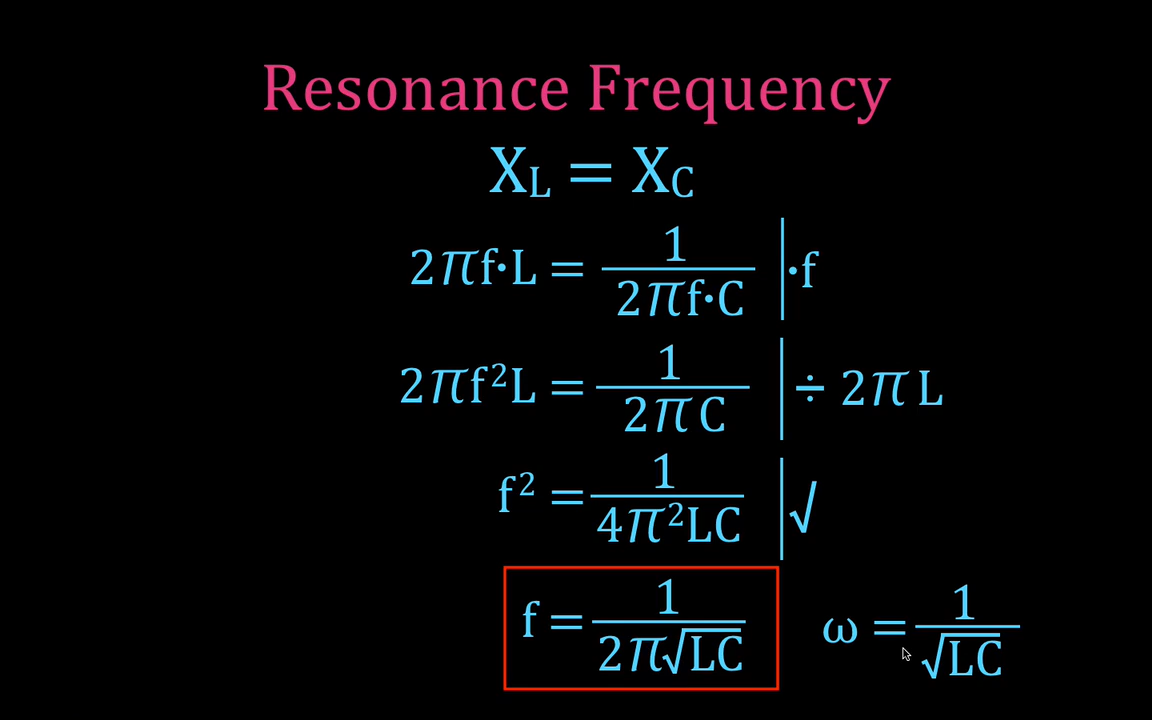 Resonance Frequency
X_L = X_C
2πf·L = 1/(2πf·C) | ·f
2πf²L = 1/(2πC) | ÷ 2πL
f² = 1/(4π²LC) | √
f = 1/(2π√(LC)) ω = 1/√(LC)